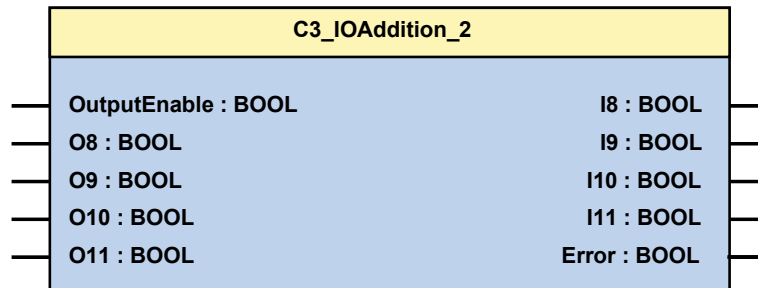 C3_IOAddition_2
OutputEnable : BOOL I8 : BOOL
O8 : BOOL I9 : BOOL
O9 : BOOL I10 : BOOL
O10 : BOOL I11 : BOOL
O11 : BOOL Error : BOOL